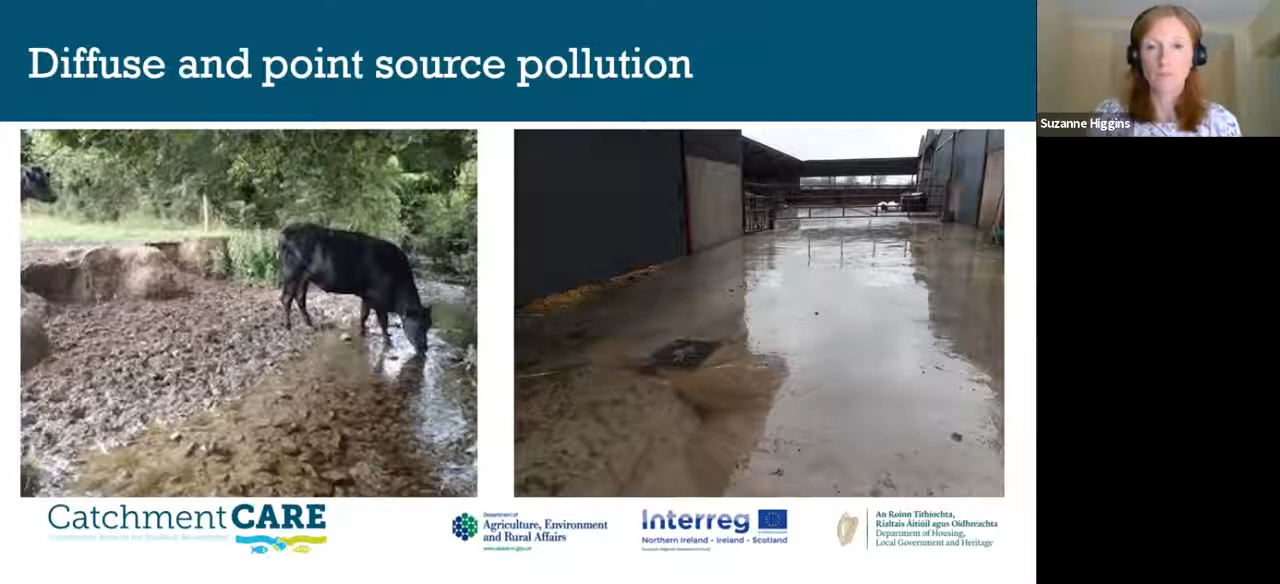 Diffuse and point source pollution
Suzanne Higgins
CatchmentCARE
Department of
Agriculture, Environment
and Rural Affairs
Interreg
Northern Ireland - Ireland - Scotland
An Roinn Tithíochta,
Rialtais Áitiúil agus Oidhreachta
Department of Housing,
Local Government and Heritage